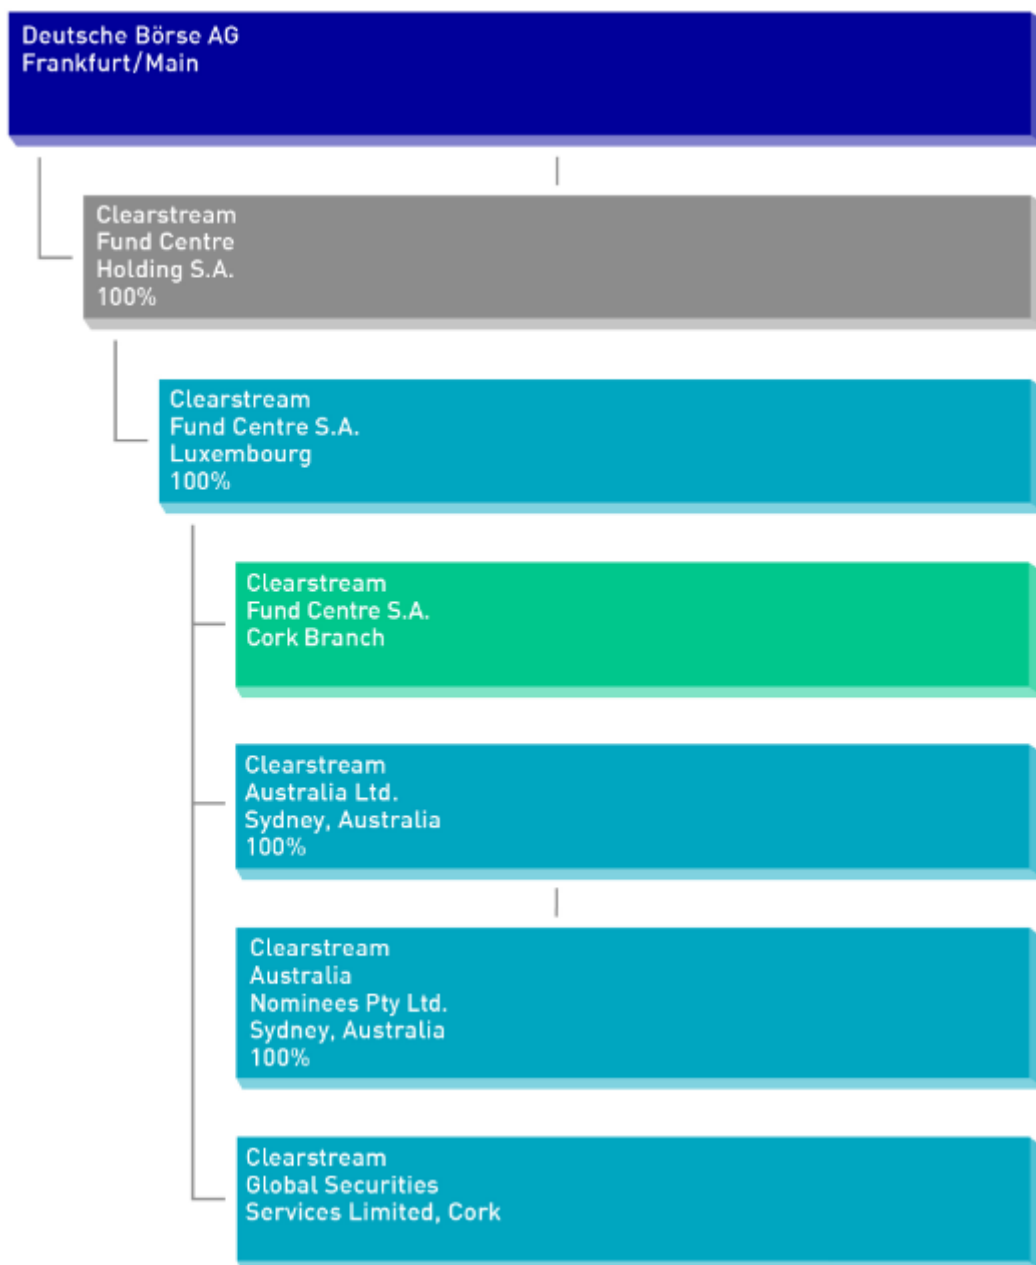 Deutsche Börse AG
Frankfurt/Main
Clearstream
Fund Centre
Holding S.A.
100%
Clearstream
Fund Centre S.A.
Luxembourg
100%
Clearstream
Fund Centre S.A.
Cork Branch
Clearstream
Australia Ltd.
Sydney, Australia
100%
Clearstream
Australia
Nominees Pty Ltd.
Sydney, Australia
100%
Clearstream
Global Securities
Services Limited, Cork